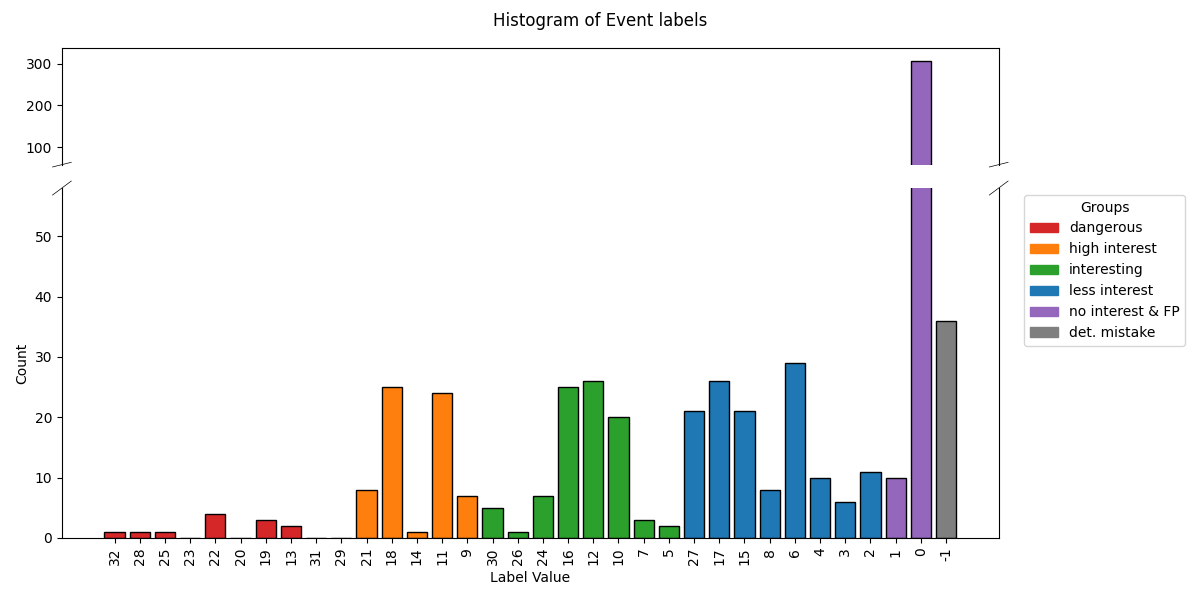 Histogram of Event labels
300
200
100
50
40
30
20
10
0
Count
32 28 25 23 22 20 19 13 31 29 21 18 14 11 9 30 26 24 16 12 10 7 5 27 17 15 8 6 4 3 2 1 0 -1
Label Value
Groups
dangerous
high interest
interesting
less interest
no interest & FP
det. mistake